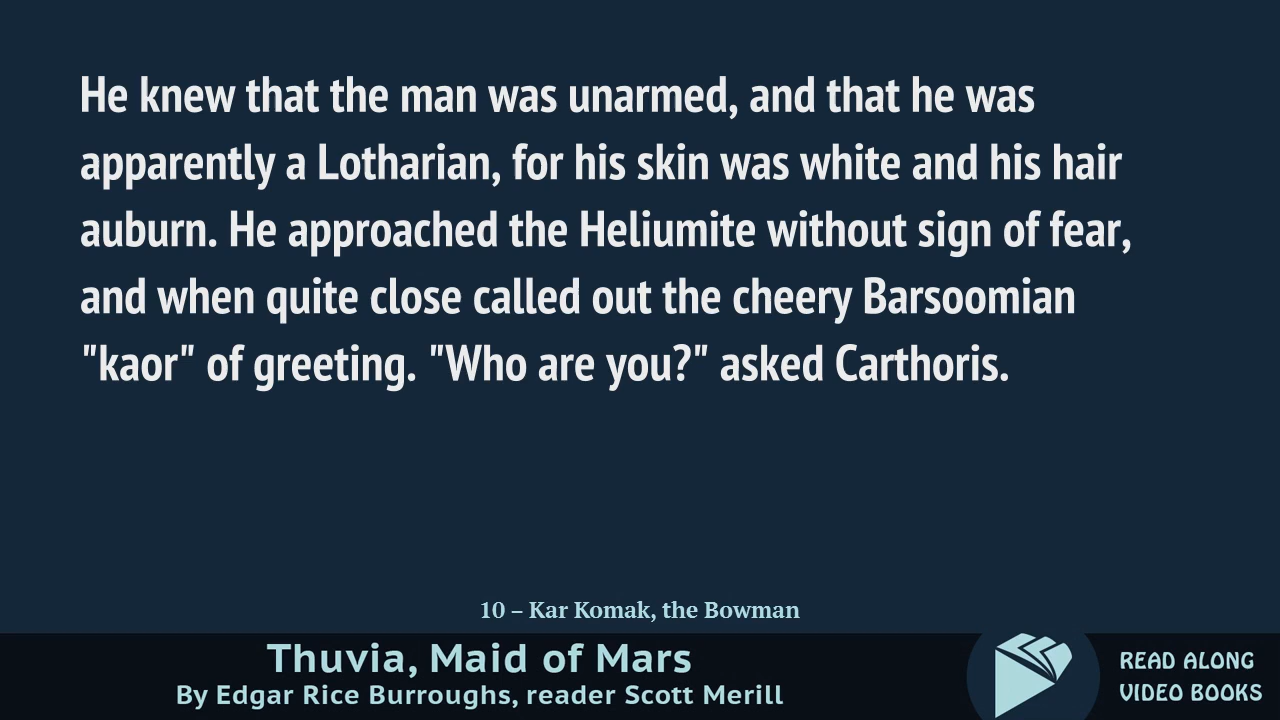 He knew that the man was unarmed, and that he was
apparently a Lotharian, for his skin was white and his hair
auburn. He approached the Heliumite without sign of fear,
and when quite close called out the cheery Barsoomian
"kaor" of greeting. "Who are you?" asked Carthoris.
10 – Kar Komak, the Bowman
Thuvia, Maid of Mars
By Edgar Rice Burroughs, reader Scott Merill
READ ALONG
VIDEO BOOKS